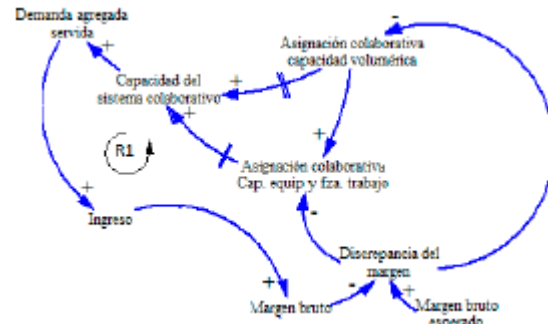 Demanda agregada
servida
-
+
Asignación colaborativa
capacidad volumétrica
+
Capacidad del
sistema colaborativo
+
+
R1
Asignación colaborativa
Cap. equip y fza. trabajo
+
Ingreso
-
Discrepancia del
margen
+
Margen bruto
-
+
Margen bruto
esperado